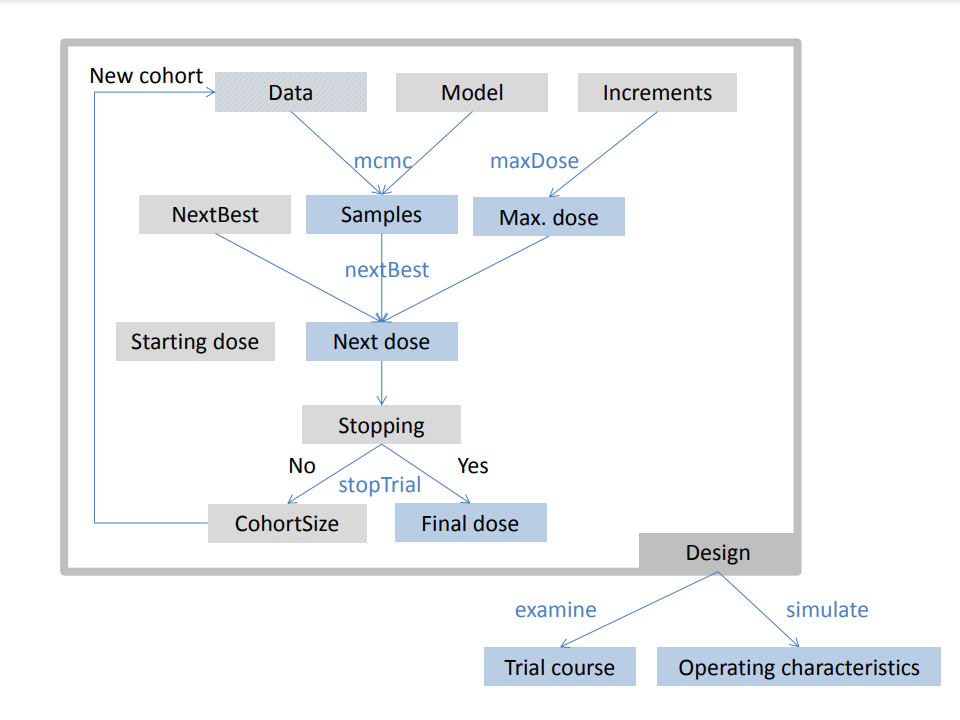 New cohort
Data
Model
Increments
mcmc
maxDose
NextBest
Samples
Max. dose
nextBest
Starting dose
Next dose
Stopping
No
Yes
stopTrial
CohortSize
Final dose
Design
examine
simulate
Trial course
Operating characteristics